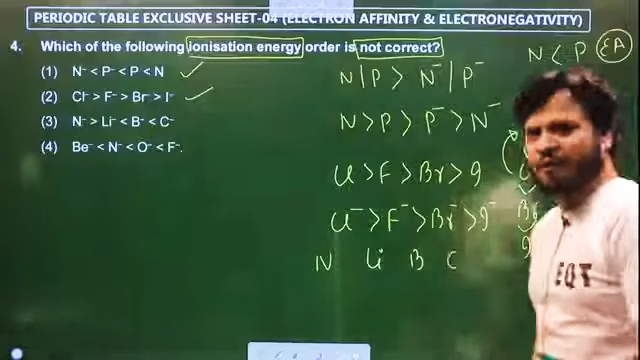 PERIODIC TABLE EXCLUSIVE SHEET-04 (ELECTRON AFFINITY & ELECTRONEGATIVITY)
4. Which of the following ionisation energy order is not correct?
(1) N⁻ < P⁻ < P < N
(2) Cl⁻ > F⁻ > Br⁻ > I⁻
(3) N⁻ > Li⁻ < B⁻ < C⁻
(4) Be⁻ < N⁻ < O⁻ < F⁻.
N < P EA
N | P > N⁻ | P⁻
N > P > P⁻ > N⁻
Cl > F > Br > I
Cl⁻ > F⁻ > Br⁻ > I⁻
Br
N Li B C